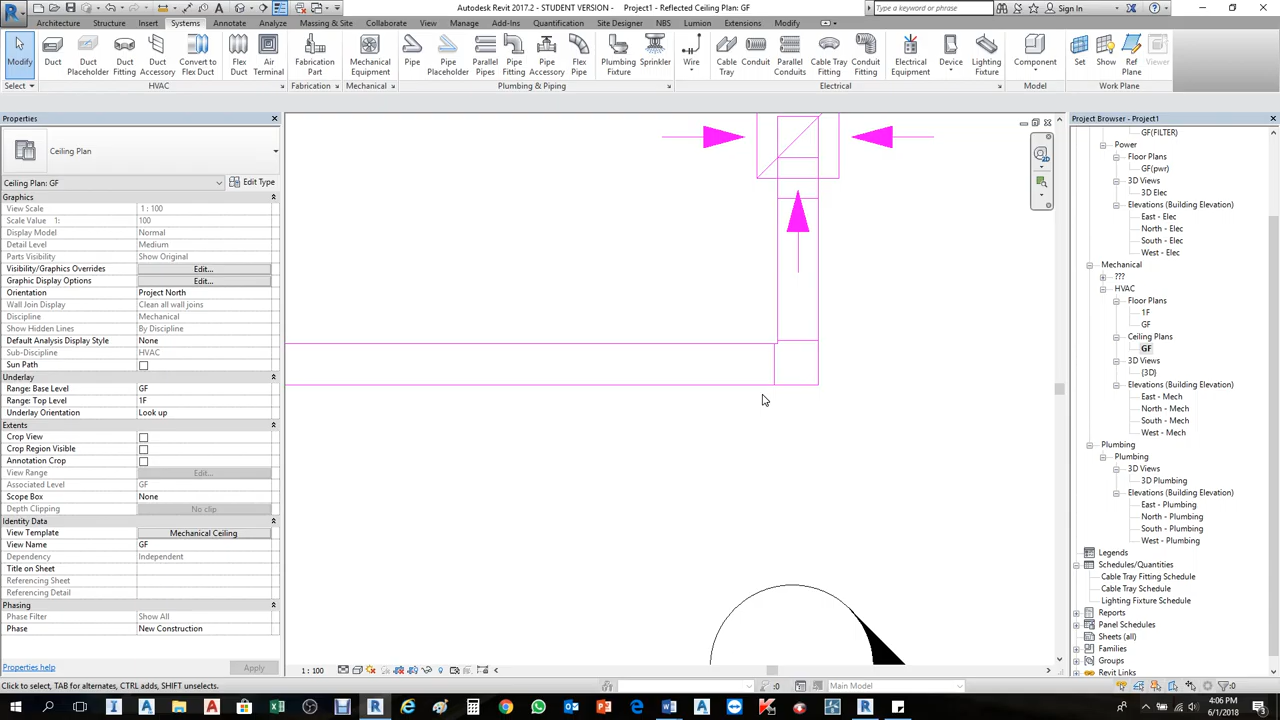 Autodesk Revit 2017.2 - STUDENT VERSION - Project1 - Reflected Ceiling Plan: GF
Type a keyword or phrase
Sign In
Architecture Structure Insert Systems Annotate Analyze Massing & Site Collaborate View Manage Add-Ins Quantification Site Designer NBS Lumion Extensions Modify
Modify
Duct
Duct Placeholder
Duct Fitting
Duct Accessory
Convert to Flex Duct
Flex Duct
Air Terminal
Fabrication Part
Mechanical Equipment
Pipe
Pipe Placeholder
Parallel Pipes
Pipe Fitting
Pipe Accessory
Flex Pipe
Plumbing Fixture
Sprinkler
Wire
Cable Tray
Conduit
Parallel Conduits
Cable Tray Fitting
Conduit Fitting
Electrical Equipment
Device
Lighting Fixture
Component
Set
Show
Ref Plane
Viewer
Select HVAC Fabrication Mechanical Plumbing & Piping Electrical Model Work Plane
Properties
Ceiling Plan
Ceiling Plan: GF Edit Type
Graphics
View Scale 1 : 100
Scale Value 1: 100
Display Model Normal
Detail Level Medium
Parts Visibility Show Original
Visibility/Graphics Overrides Edit...
Graphic Display Options Edit...
Orientation Project North
Wall Join Display Clean all wall joins
Discipline Mechanical
Show Hidden Lines By Discipline
Default Analysis Display Style None
Sub-Discipline HVAC
Sun Path
Underlay
Range: Base Level GF
Range: Top Level 1F
Underlay Orientation Look up
Extents
Crop View
Crop Region Visible
Annotation Crop
View Range Edit...
Associated Level GF
Scope Box None
Depth Clipping No clip
Identity Data
View Template Mechanical Ceiling
View Name GF
Dependency Independent
Title on Sheet
Referencing Sheet
Referencing Detail
Phasing
Phase Filter Show All
Phase New Construction
Properties help Apply
1 : 100
Project Browser - Project1
GF(FILTER)
Power
Floor Plans
GF(pwr)
3D Views
3D Elec
Elevations (Building Elevation)
East - Elec
North - Elec
South - Elec
West - Elec
Mechanical
???
HVAC
Floor Plans
1F
GF
Ceiling Plans
GF
3D Views
{3D}
Elevations (Building Elevation)
East - Mech
North - Mech
South - Mech
West - Mech
Plumbing
Plumbing
3D Views
3D Plumbing
Elevations (Building Elevation)
East - Plumbing
North - Plumbing
South - Plumbing
West - Plumbing
Legends
Schedules/Quantities
Cable Tray Fitting Schedule
Cable Tray Schedule
Lighting Fixture Schedule
Reports
Panel Schedules
Sheets (all)
Families
Groups
Revit Links
Click to select, TAB for alternates, CTRL adds, SHIFT unselects.
:0
Main Model
:0
4:06 PM
6/1/2018